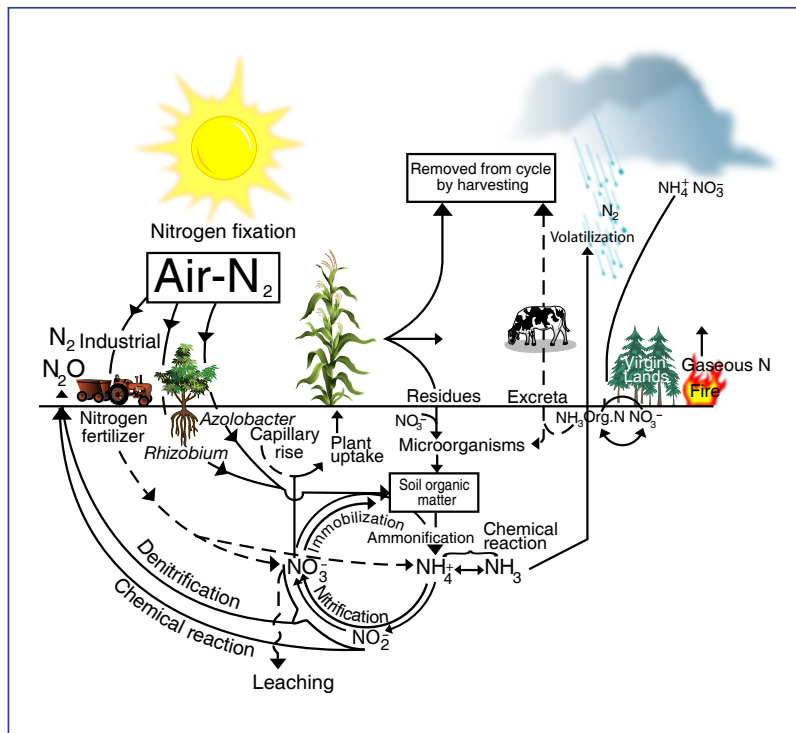 Removed from cycle
by harvesting
NH₄⁺ NO₃⁻
N₂
Volatilization
Nitrogen fixation
Air-N₂
N₂ Industrial
N₂O
Virgin
Lands
Gaseous N
Fire
Nitrogen
fertilizer
Azolobacter
Rhizobium
Capillary
rise
Plant
uptake
Residues
NO₃⁻
Microorganisms
Excreta
NH₃Org.N NO₃⁻
Soil organic
matter
Immobilization
Ammonification
Chemical
reaction
NO₃⁻
NH₄⁺
NH₃
Nitrification
NO₂⁻
Denitrification
Chemical reaction
Leaching